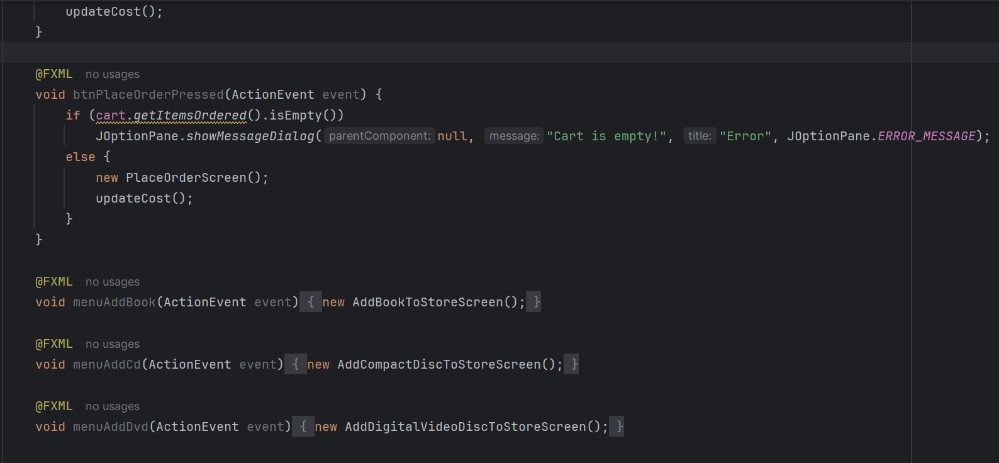 updateCost();
}
@FXML no usages
void btnPlaceOrderPressed(ActionEvent event) {
if (cart.getItemsOrdered().isEmpty())
JOptionPane.showMessageDialog( parentComponent: null, message: "Cart is empty!", title: "Error", JOptionPane.ERROR_MESSAGE);
else {
new PlaceOrderScreen();
updateCost();
}
}
@FXML no usages
void menuAddBook(ActionEvent event) { new AddBookToStoreScreen(); }
@FXML no usages
void menuAddCd(ActionEvent event) { new AddCompactDiscToStoreScreen(); }
@FXML no usages
void menuAddDvd(ActionEvent event) { new AddDigitalVideoDiscToStoreScreen(); }